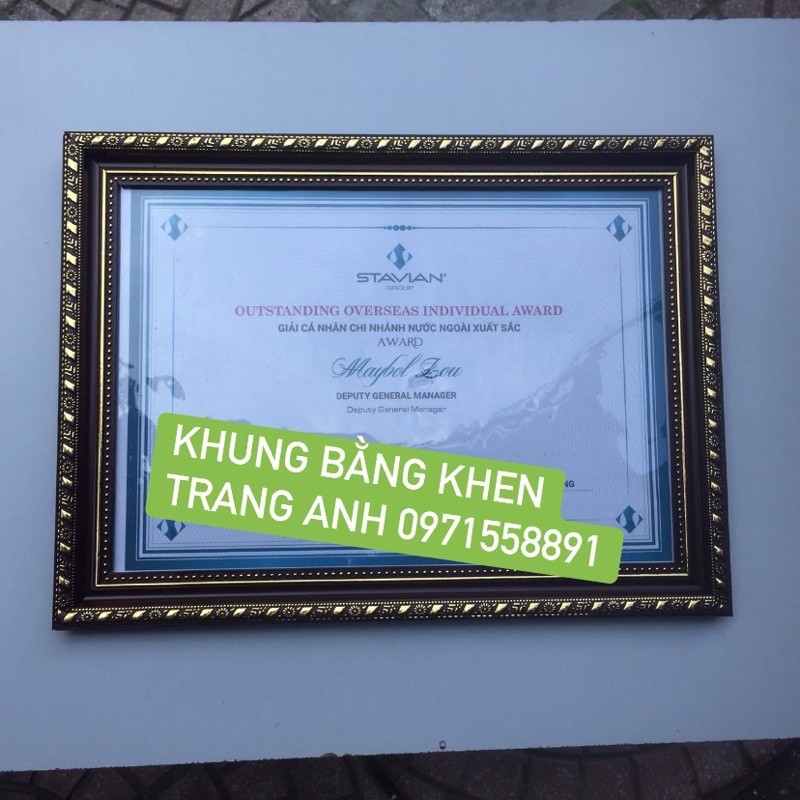 STAVIAN®
GROUP
OUTSTANDING OVERSEAS INDIVIDUAL AWARD
GIẢI CÁ NHÂN CHI NHÁNH NƯỚC NGOÀI XUẤT SẮC
AWARD
Maybol Zou
DEPUTY GENERAL MANAGER
Deputy General Manager
KHUNG BẰNG KHEN
TRANG ANH 0971558891